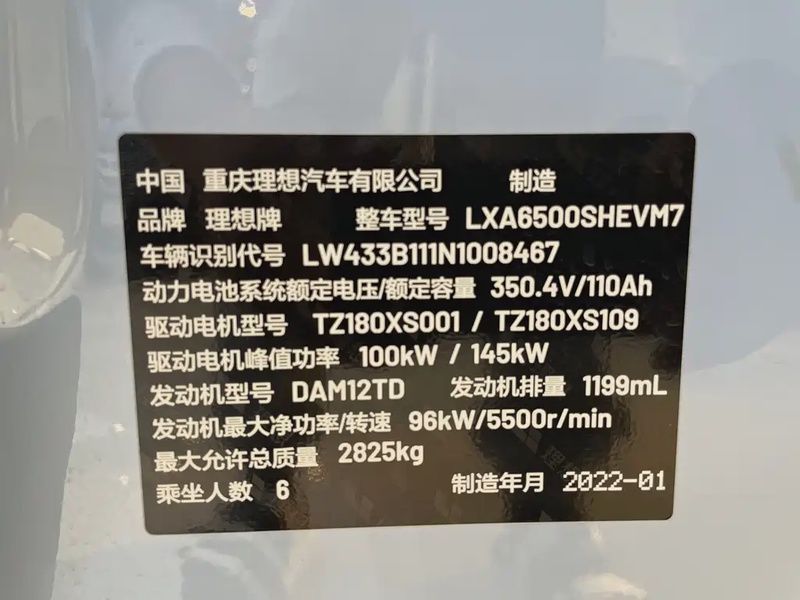 中国 重庆理想汽车有限公司 制造
品牌 理想牌 整车型号 LXA6500SHEVM7
车辆识别代号 LW433B111N1008467
动力电池系统额定电压/额定容量 350.4V/110Ah
驱动电机型号 TZ180XS001 / TZ180XS109
驱动电机峰值功率 100kW / 145kW
发动机型号 DAM12TD 发动机排量 1199mL
发动机最大净功率/转速 96kW/5500r/min
最大允许总质量 2825kg
乘坐人数 6 制造年月 2022-01